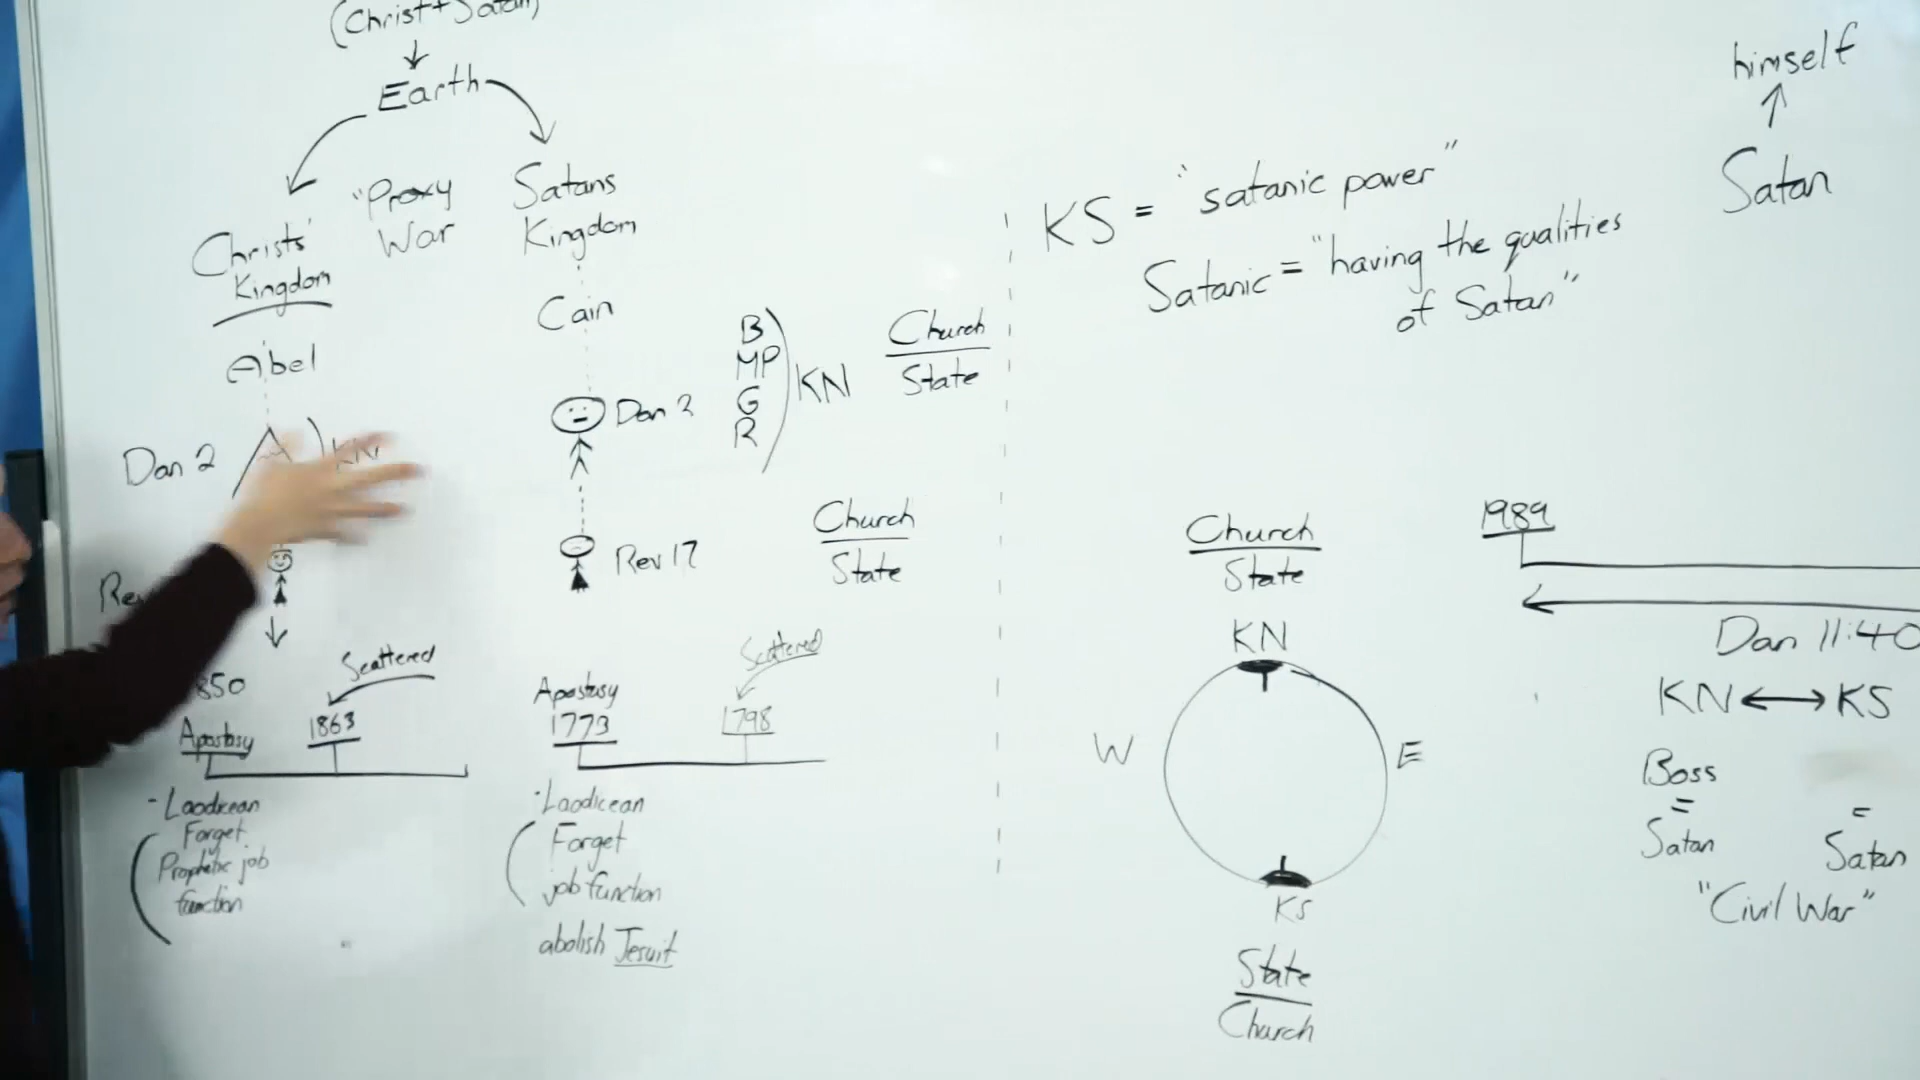 (Christ + Satan)
Earth
"Proxy
War
Satans
Kingdom
Christs'
Kingdom
Cain
Abel
B
MP
G
R
KN
Church
State
Dan 2
Dan 2
Rev 17
Church
State
Scattered
850
1863
Apostasy
- Laodicean
Forget
Prophetic job
function
Scattered
Apostasy
1773
1798
- Laodicean
Forget
job function
abolish Jesuit
himself
Satan
KS = "satanic power"
Satanic = "having the qualities
of Satan"
Church
State
KN
W
E
KS
State
Church
1989
Dan 11:40
KN ↔ KS
Boss
=
Satan
=
Satan
"Civil War"